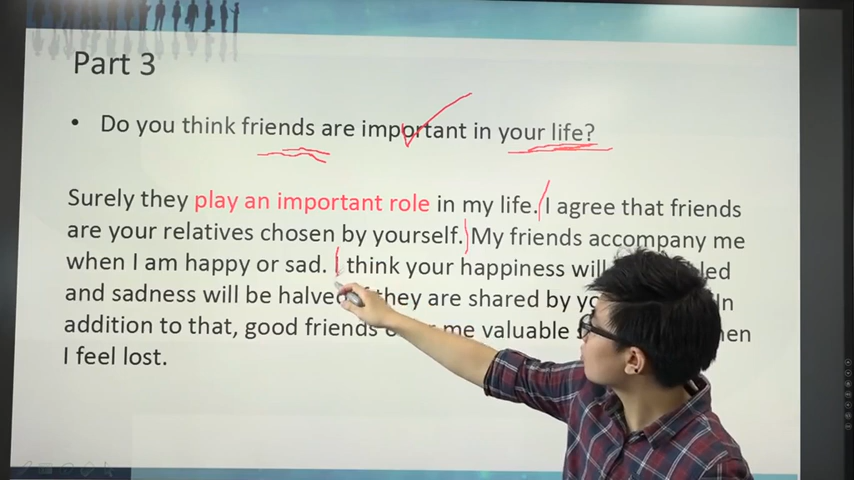 Part 3
• Do you think friends are important in your life?
Surely they play an important role in my life. I agree that friends
are your relatives chosen by yourself. My friends accompany me
when I am happy or sad. I think your happiness will led
and sadness will be halved if they are shared by In
addition to that, good friends me valuable
I feel lost.